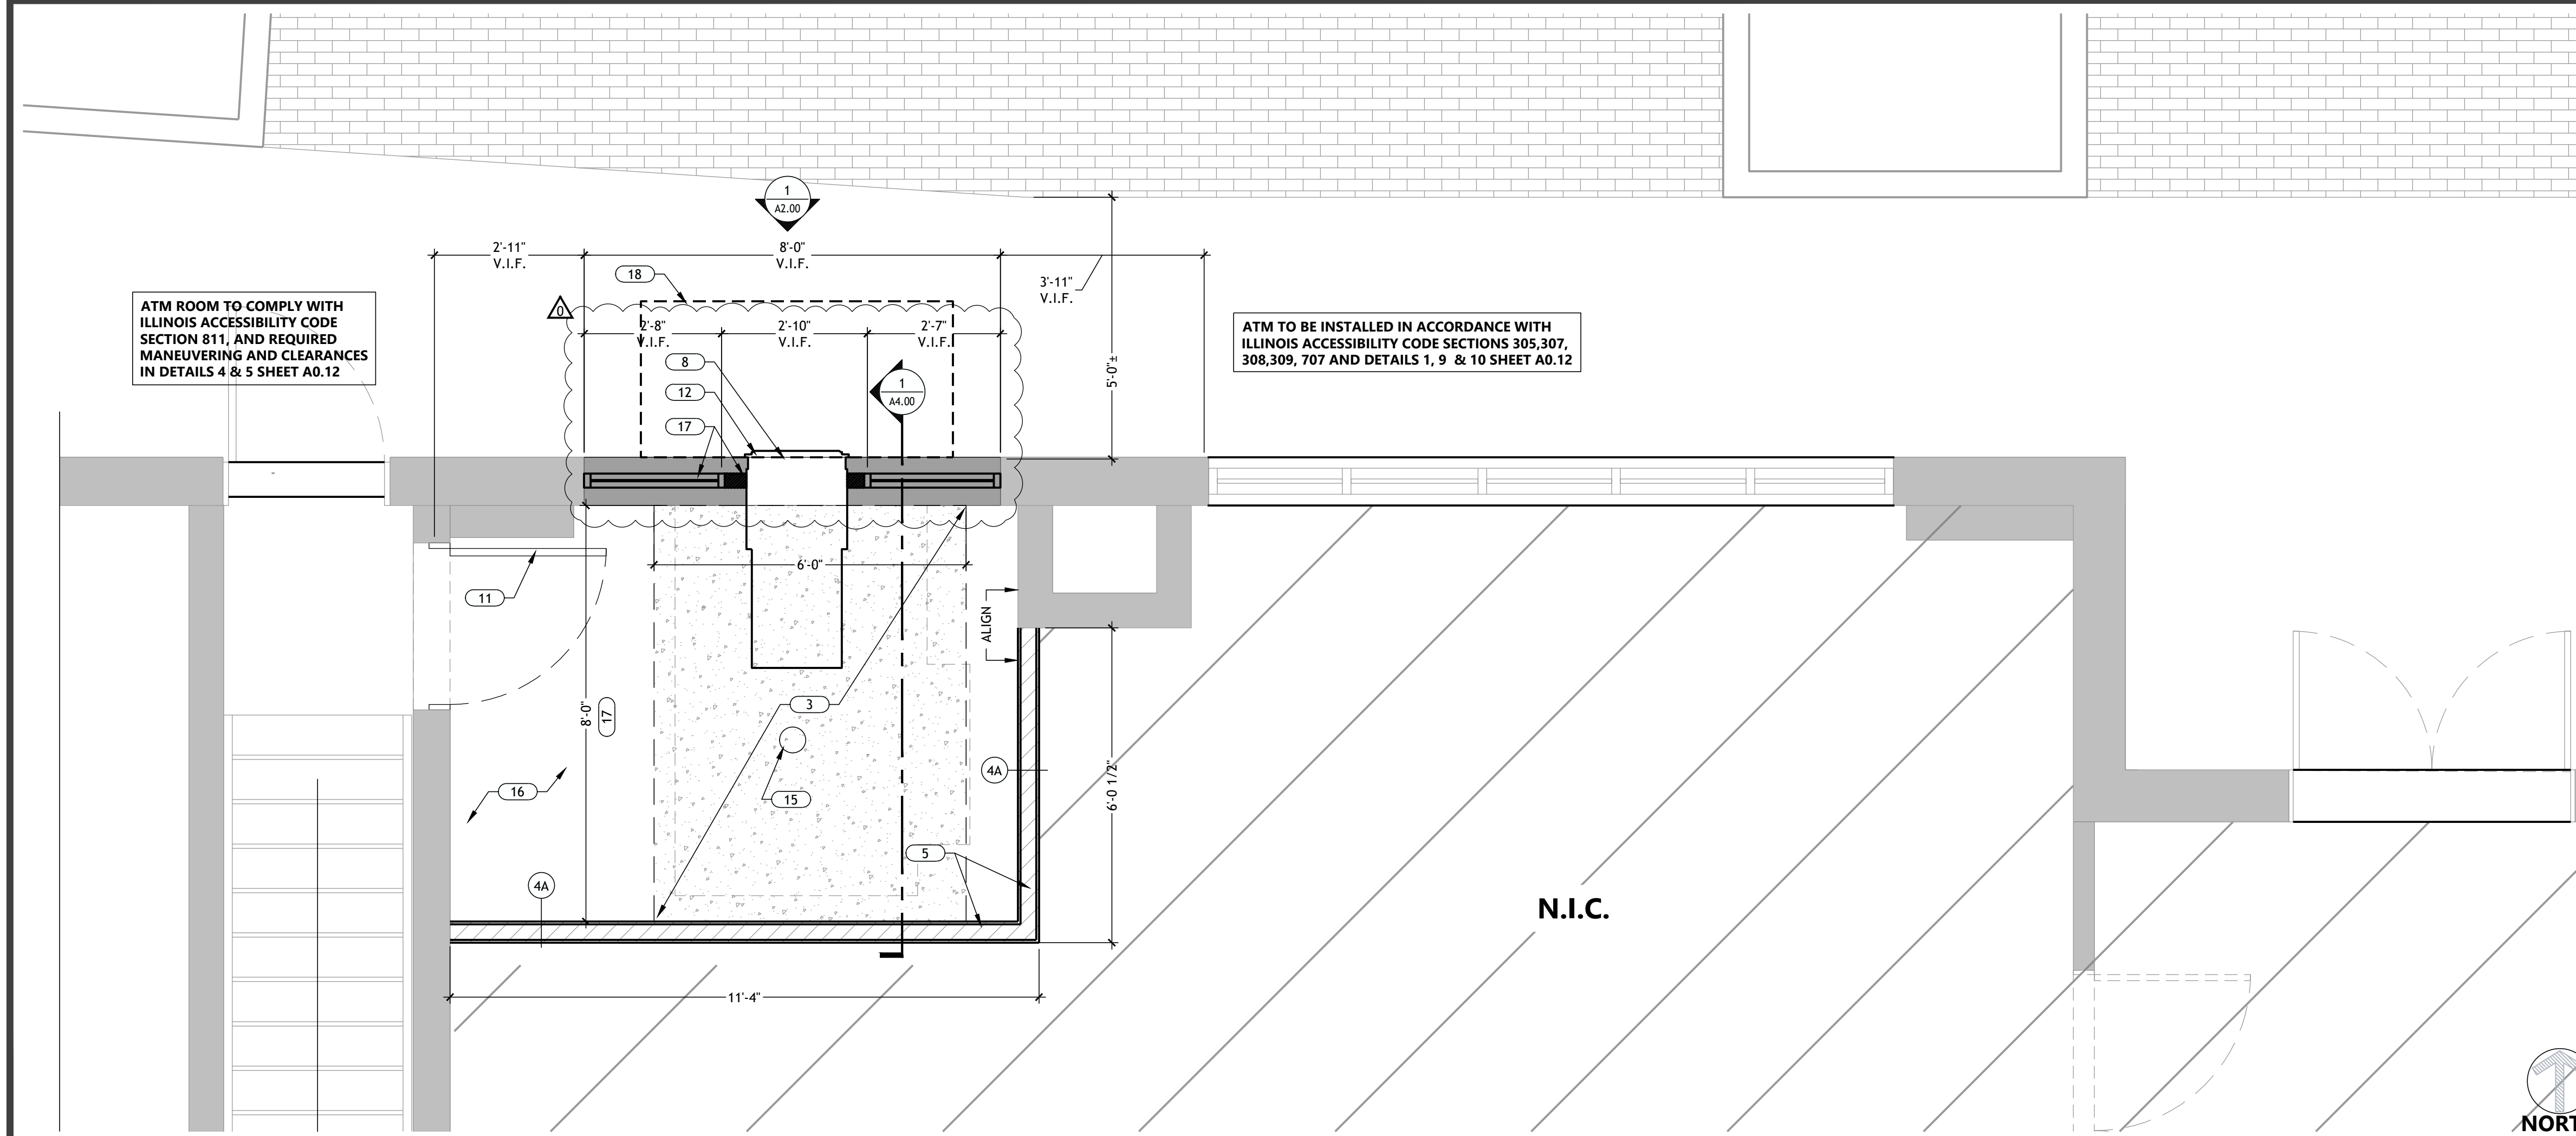 1
A2.00
2'-11"
V.I.F.
8'-0"
V.I.F.
3'-11"
V.I.F.
18
ATM ROOM TO COMPLY WITH
ILLINOIS ACCESSIBILITY CODE
SECTION 811, AND REQUIRED
MANEUVERING AND CLEARANCES
IN DETAILS 4 & 5 SHEET A0.12
0
2'-8"
V.I.F.
2'-10"
V.I.F.
2'-7"
V.I.F.
ATM TO BE INSTALLED IN ACCORDANCE WITH
ILLINOIS ACCESSIBILITY CODE SECTIONS 305,307,
308,309, 707 AND DETAILS 1, 9 & 10 SHEET A0.12
8
12
17
1
A4.00
5'-0"±
6'-0"
11
ALIGN
3
8'-0"
17
15
16
4A
6'-0 1/2"
5
4A
N.I.C.
11'-4"
NORT